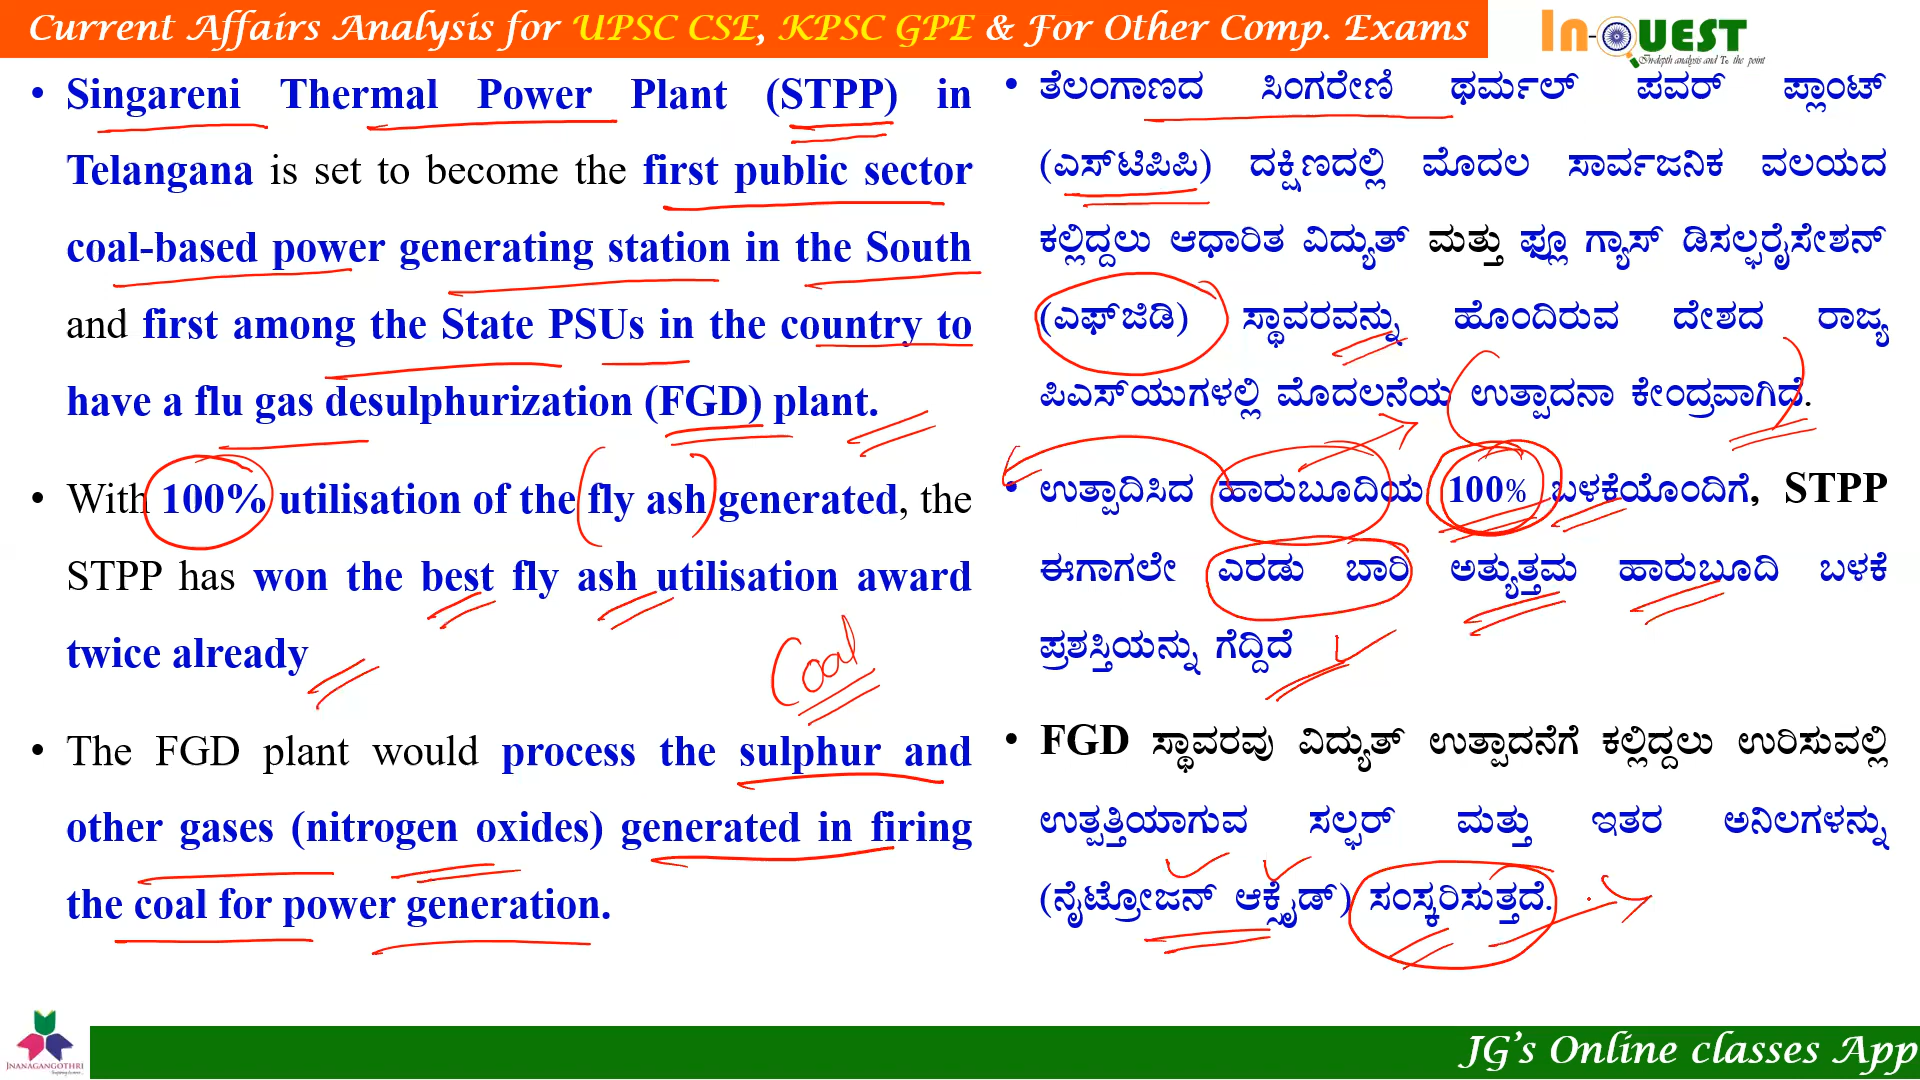 Current Affairs Analysis for UPSC CSE, KPSC GPE & For Other Comp. Exams
In-QUEST
In-depth analysis and To the point
• Singareni Thermal Power Plant (STPP) in
Telangana is set to become the first public sector
coal-based power generating station in the South
and first among the State PSUs in the country to
have a flu gas desulphurization (FGD) plant.
• With 100% utilisation of the fly ash generated, the
STPP has won the best fly ash utilisation award
twice already
Coal
• The FGD plant would process the sulphur and
other gases (nitrogen oxides) generated in firing
the coal for power generation.
• ತೆಲಂಗಾಣದ ಸಿಂಗರೇಣಿ ಥರ್ಮಲ್ ಪವರ್ ಪ್ಲಾಂಟ್
(ಎಸ್‌ಟಿಪಿಪಿ) ದಕ್ಷಿಣದಲ್ಲಿ ಮೊದಲ ಸಾರ್ವಜನಿಕ ವಲಯದ
ಕಲ್ಲಿದ್ದಲು ಆಧಾರಿತ ವಿದ್ಯುತ್ ಮತ್ತು ಫ್ಲೂ ಗ್ಯಾಸ್ ಡಿಸಲ್ಫರೈಸೇಶನ್
(ಎಫ್‌ಜಿಡಿ) ಸ್ಥಾವರವನ್ನು ಹೊಂದಿರುವ ದೇಶದ ರಾಜ್ಯ
ಪಿಎಸ್‌ಯುಗಳಲ್ಲಿ ಮೊದಲನೆಯ ಉತ್ಪಾದನಾ ಕೇಂದ್ರವಾಗಿದೆ.
• ಉತ್ಪಾದಿಸಿದ ಹಾರುಬೂದಿಯ 100% ಬಳಕೆಯೊಂದಿಗೆ, STPP
ಈಗಾಗಲೇ ಎರಡು ಬಾರಿ ಅತ್ಯುತ್ತಮ ಹಾರುಬೂದಿ ಬಳಕೆ
ಪ್ರಶಸ್ತಿಯನ್ನು ಗೆದ್ದಿದೆ
• FGD ಸ್ಥಾವರವು ವಿದ್ಯುತ್ ಉತ್ಪಾದನೆಗೆ ಕಲ್ಲಿದ್ದಲು ಉರಿಸುವಲ್ಲಿ
ಉತ್ಪತ್ತಿಯಾಗುವ ಸಲ್ಫರ್ ಮತ್ತು ಇತರ ಅನಿಲಗಳನ್ನು
(ನೈಟ್ರೋಜನ್ ಆಕ್ಸೈಡ್) ಸಂಸ್ಕರಿಸುತ್ತದೆ.
JNANAGANGOTHRI
JG's Online classes App